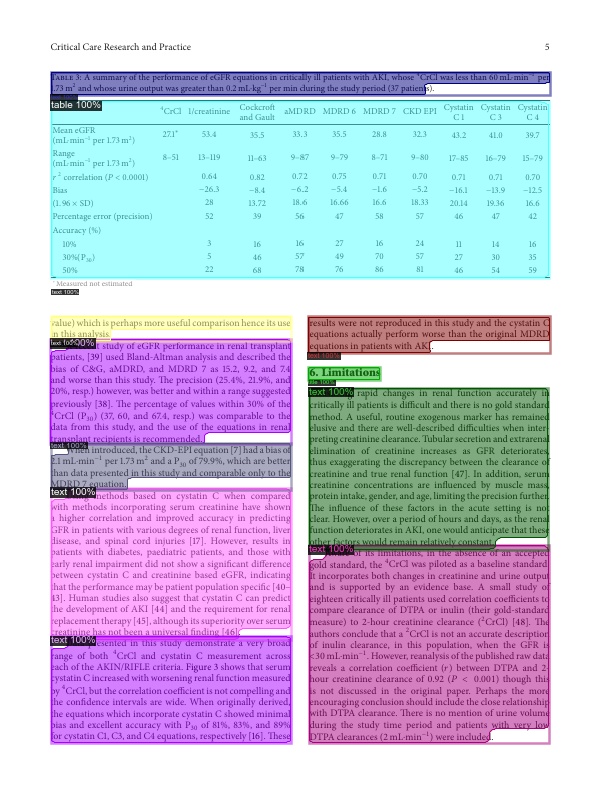 Critical Care Research and Practice 5
Table 3: A summary of the performance of eGFR equations in critically ill patients with AKI, whose ⁴CrCl was less than 60 mL·min⁻¹ per
1.73 m² and whose urine output was greater than 0.2 mL·kg⁻¹ per min during the study period (37 patients).
table 100%
⁴CrCl 1/creatinine Cockcroft and Gault aMDRD MDRD 6 MDRD 7 CKD EPI Cystatin C 1 Cystatin C 3 Cystatin C 4
Mean eGFR (mL·min⁻¹ per 1.73 m²) 27.1* 53.4 35.5 33.3 35.5 28.8 32.3 43.2 41.0 39.7
Range (mL·min⁻¹ per 1.73 m²) 8–51 13–119 11–63 9–87 9–79 8–71 9–80 17–85 16–79 15–79
r² correlation (P < 0.0001) 0.64 0.82 0.72 0.75 0.71 0.70 0.71 0.71 0.70
Bias −26.3 −8.4 −6.2 −5.4 −1.6 −5.2 −16.1 −13.9 −12.5
(1.96 × SD) 28 13.72 18.6 16.66 16.6 18.33 20.14 19.36 16.6
Percentage error (precision) 52 39 56 47 58 57 46 47 42
Accuracy (%)
10% 3 16 16 27 16 24 11 14 16
30%(P₃₀) 5 46 57 49 70 57 27 30 35
50% 22 68 78 76 86 81 46 54 59
*Measured not estimated
text 100%
value) which is perhaps more useful comparison hence its use
in this analysis.
text 100%
study of eGFR performance in renal transplant
patients, [39] used Bland-Altman analysis and described the
bias of C&G, aMDRD, and MDRD 7 as 15.2, 9.2, and 7.4
and worse than this study. The precision (25.4%, 21.9%, and
20%, resp.) however, was better and within a range suggested
previously [38]. The percentage of values within 30% of the
⁴CrCl (P₃₀) (37, 60, and 67.4, resp.) was comparable to the
data from this study, and the use of the equations in renal
transplant recipients is recommended.
text 100%
When introduced, the CKD-EPI equation [7] had a bias of
2.1 mL·min⁻¹·1.73 m² and a P₃₀ of 79.9%, which are better
than data presented in this study and comparable only to the
MDRD 7 equation.
text 100%
methods based on cystatin C when compared
with methods incorporating serum creatinine have shown
a higher correlation and improved accuracy in predicting
GFR in patients with various degrees of renal function, liver
disease, and spinal cord injuries [17]. However, results in
patients with diabetes, paediatric patients, and those with
early renal impairment did not show a significant difference
between cystatin C and creatinine based eGFR, indicating
that the performance may be patient population specific [40–
43]. Human studies also suggest that cystatin C can predict
the development of AKI [44] and the requirement for renal
replacement therapy [45], although its superiority over serum
creatinine has not been a universal finding [46].
text 100%
presented in this study demonstrate a very broad
range of both ⁴CrCl and cystatin C measurement across
each of the AKIN/RIFLE criteria. Figure 3 shows that serum
cystatin C increased with worsening renal function measured
by ⁴CrCl, but the correlation coefficient is not compelling and
the confidence intervals are wide. When originally derived,
the equations which incorporate cystatin C showed minimal
bias and excellent accuracy with P₃₀ of 81%, 83%, and 89%
for cystatin C1, C3, and C4 equations, respectively [16]. These
results were not reproduced in this study and the cystatin C
equations actually perform worse than the original MDRD
equations in patients with AKI.
text 100%
6. Limitations
title 100%
text 100%
rapid changes in renal function accurately in
critically ill patients is difficult and there is no gold standard
method. A useful, routine exogenous marker has remained
elusive and there are well-described difficulties when inter-
preting creatinine clearance. Tubular secretion and extrarenal
elimination of creatinine increases as GFR deteriorates,
thus exaggerating the discrepancy between the clearance of
creatinine and true renal function [47]. In addition, serum
creatinine concentrations are influenced by muscle mass,
protein intake, gender, and age, limiting the precision further.
The influence of these factors in the acute setting is not
clear. However, over a period of hours and days, as the renal
function deteriorates in AKI, one would anticipate that these
other factors would remain relatively constant.
text 100%
of its limitations, in the absence of an accepted
gold standard, the ⁴CrCl was piloted as a baseline standard.
It incorporates both changes in creatinine and urine output
and is supported by an evidence base. A small study of
eighteen critically ill patients used correlation coefficients to
compare clearance of DTPA or inulin (their gold-standard
measure) to 2-hour creatinine clearance (²CrCl) [48]. The
authors conclude that a ²CrCl is not an accurate description
of inulin clearance, in this population, when the GFR is
<30 mL·min⁻¹. However, reanalysis of the published raw data
reveals a correlation coefficient (r) between DTPA and 2-
hour creatinine clearance of 0.92 (P < .0001) though this
is not discussed in the original paper. Perhaps the more
encouraging conclusion should include the close relationship
with DTPA clearance. There is no mention of urine volume
during the study time period and patients with very low
DTPA clearances (2 mL·min⁻¹) were included.